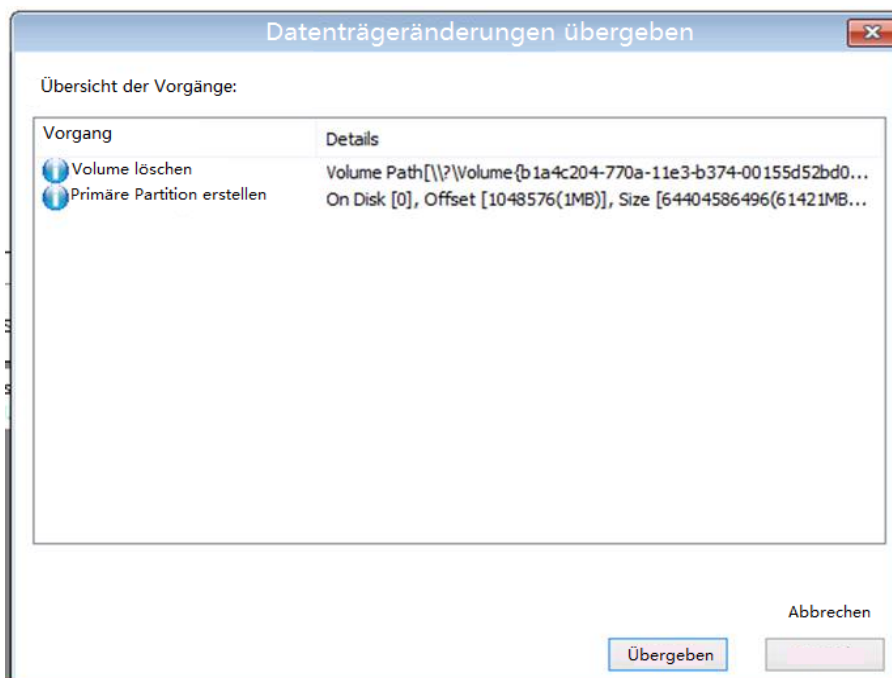 Datenträgeränderungen übergeben
Übersicht der Vorgänge:
Vorgang Details
Volume löschen Volume Path[\\?\Volume{b1a4c204-770a-11e3-b374-00155d52bd0...
Primäre Partition erstellen On Disk [0], Offset [1048576(1MB)], Size [64404586496(61421MB...
Abbrechen
Übergeben